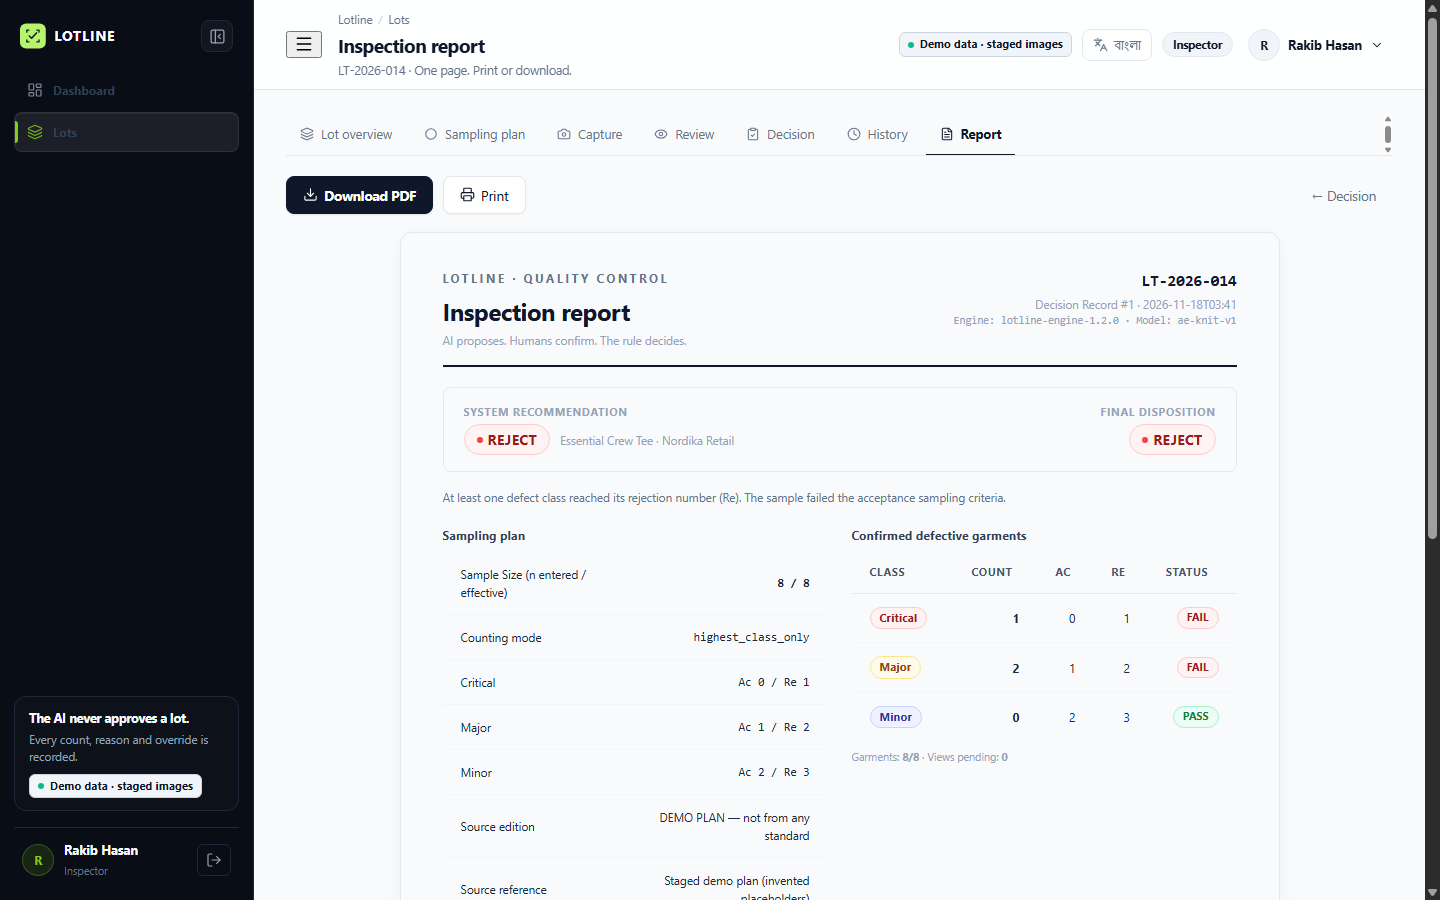 LOTLINE
Dashboard
Lots
The AI never approves a lot.
Every count, reason and override is
recorded.
Demo data · staged images
R
Rakib Hasan
Inspector
Lotline / Lots
Inspection report
LT-2026-014 · One page. Print or download.
Demo data · staged images
বাংলা
Inspector
R
Rakib Hasan
Lot overview
Sampling plan
Capture
Review
Decision
History
Report
Download PDF
Print
← Decision
LOTLINE · QUALITY CONTROL
Inspection report
AI proposes. Humans confirm. The rule decides.
LT-2026-014
Decision Record #1 · 2026-11-18T03:41
Engine: lotline-engine-1.2.0 · Model: ae-knit-v1
SYSTEM RECOMMENDATION
REJECT
Essential Crew Tee · Nordika Retail
FINAL DISPOSITION
REJECT
At least one defect class reached its rejection number (Re). The sample failed the acceptance sampling criteria.
Sampling plan
Sample Size (n entered /
effective)
8 / 8
Counting mode
highest_class_only
Critical
Ac 0 / Re 1
Major
Ac 1 / Re 2
Minor
Ac 2 / Re 3
Source edition
DEMO PLAN — not from any
standard
Source reference
Staged demo plan (invented
placeholders)
Confirmed defective garments
CLASS COUNT AC RE STATUS
Critical 1 0 1 FAIL
Major 2 1 2 FAIL
Minor 0 2 3 PASS
Garments: 8/8 · Views pending: 0